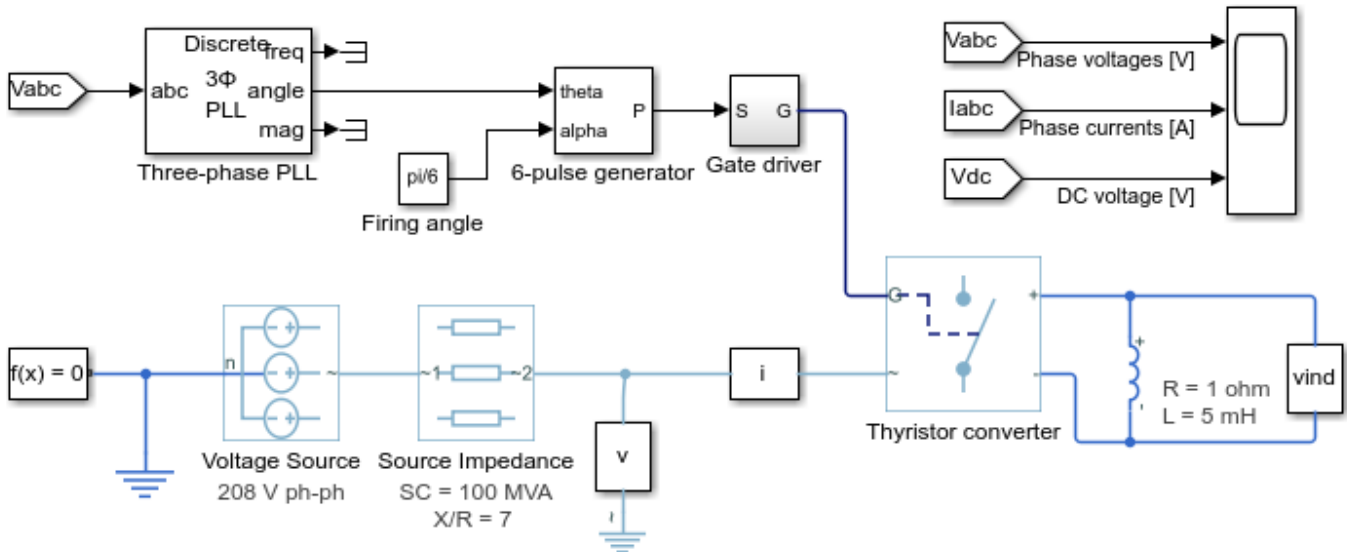 Vabc
Discrete
3Φ
PLL
abc
freq
angle
mag
Three-phase PLL
pi/6
Firing angle
theta
alpha
P
6-pulse generator
S
G
Gate driver
Vabc
Phase voltages [V]
Iabc
Phase currents [A]
Vdc
DC voltage [V]
f(x) = 0
n
~
Voltage Source
208 V ph-ph
~1
~2
Source Impedance
SC = 100 MVA
X/R = 7
v
~
i
G
~
+
-
Thyristor converter
+
-
R = 1 ohm
L = 5 mH
vind